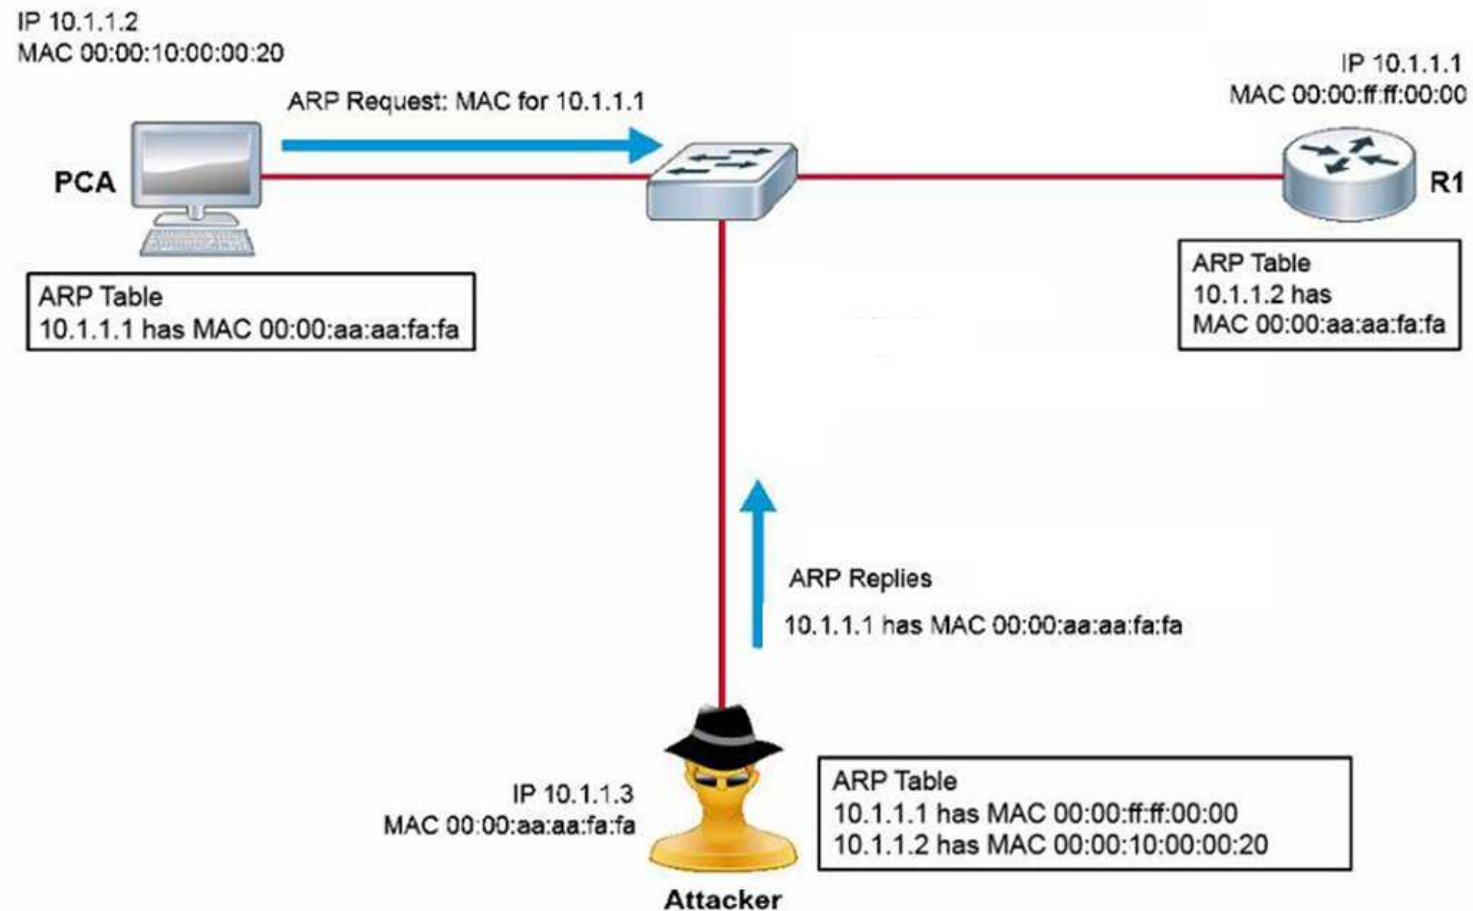 IP 10.1.1.2
MAC 00:00:10:00:00:20
IP 10.1.1.1
MAC 00:00:ff:ff:00:00
ARP Request: MAC for 10.1.1.1
PCA
R1
ARP Table
10.1.1.1 has MAC 00:00:aa:aa:fa:fa
ARP Table
10.1.1.2 has
MAC 00:00:aa:aa:fa:fa
ARP Replies
10.1.1.1 has MAC 00:00:aa:aa:fa:fa
IP 10.1.1.3
MAC 00:00:aa:aa:fa:fa
ARP Table
10.1.1.1 has MAC 00:00:ff:ff:00:00
10.1.1.2 has MAC 00:00:10:00:00:20
Attacker